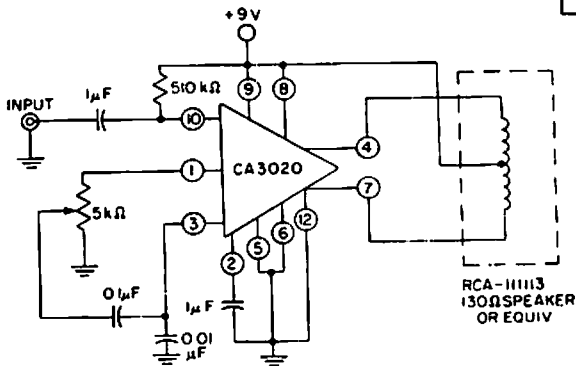 +9V
1µF
510kΩ
9
8
INPUT
10
4
1
CA3020
7
5kΩ
3
12
6
5
2
0.1µF
1µF
0.01
µF
RCA-111113
130Ω SPEAKER
OR EQUIV